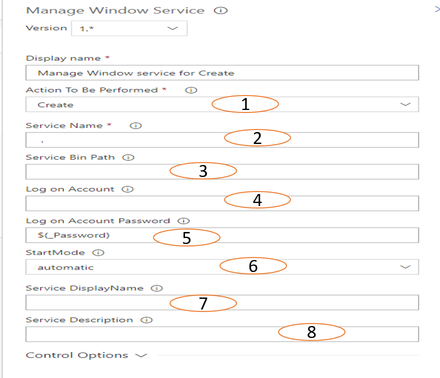 Manage Window Service
Version 1.*
Display name *
Manage Window service for Create
Action To Be Performed *
Create 1
Service Name *
2
Service Bin Path
3
Log on Account
4
Log on Account Password
$(_Password) 5
StartMode
automatic 6
Service DisplayName
7
Service Description
8
Control Options